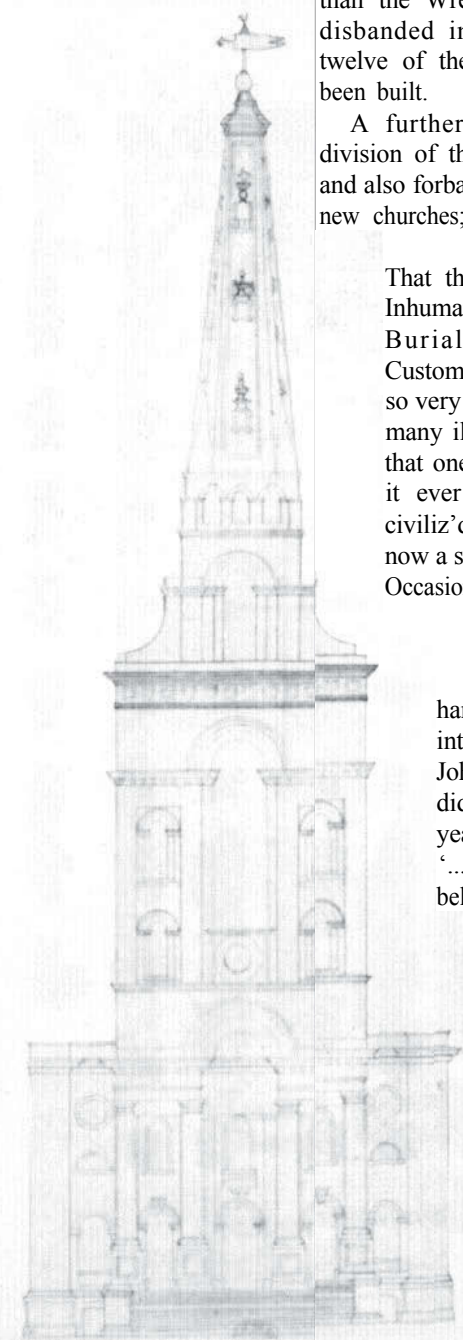 than the Wre
disbanded in
twelve of the
been built.
A further
division of th
and also forba
new churches;
That th
Inhuma
Burial
Custom
so very
many il
that one
it ever
civiliz’d
now a s
Occasio
har
int
Joh
did
yea
‘...
bel